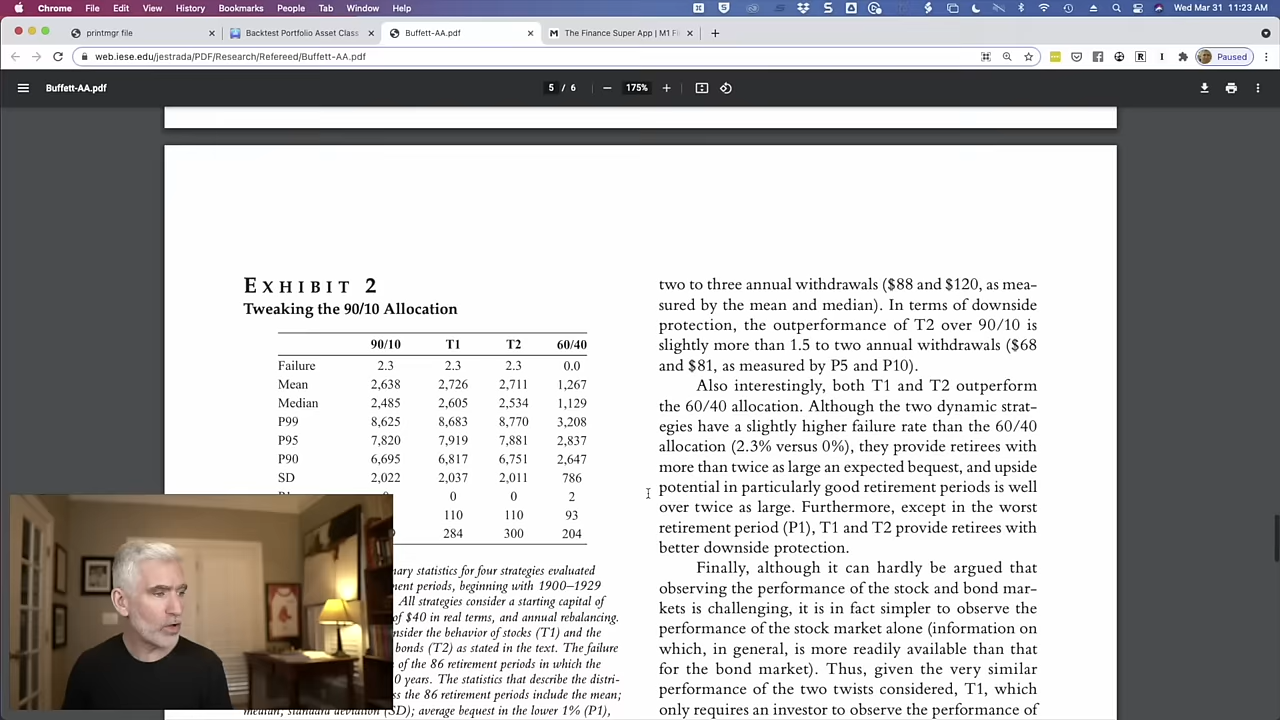 Chrome File Edit View History Bookmarks People Tab Window Help Wed Mar 31 11:23 AM
printmgr file
Backtest Portfolio Asset Class
Buffett-AA.pdf
The Finance Super App | M1 Fi
web.iese.edu/jestrada/PDF/Research/Refereed/Buffett-AA.pdf
Paused
Buffett-AA.pdf
5 / 6
175%
EXHIBIT 2
Tweaking the 90/10 Allocation
90/10 T1 T2 60/40
Failure 2.3 2.3 2.3 0.0
Mean 2,638 2,726 2,711 1,267
Median 2,485 2,605 2,534 1,129
P99 8,625 8,683 8,770 3,208
P95 7,820 7,919 7,881 2,837
P90 6,695 6,817 6,751 2,647
SD 2,022 2,037 2,011 786
0 0 2
110 110 93
284 300 204
mary statistics for four strategies evaluated
ment periods, beginning with 1900–1929
All strategies consider a starting capital of
of $40 in real terms, and annual rebalancing.
nsider the behavior of stocks (T1) and the
bonds (T2) as stated in the text. The failure
of the 86 retirement periods in which the
0 years. The statistics that describe the distri-
ss the 86 retirement periods include the mean;
median, standard deviation (SD); average bequest in the lower 1% (P1),
two to three annual withdrawals ($88 and $120, as mea-
sured by the mean and median). In terms of downside
protection, the outperformance of T2 over 90/10 is
slightly more than 1.5 to two annual withdrawals ($68
and $81, as measured by P5 and P10).
Also interestingly, both T1 and T2 outperform
the 60/40 allocation. Although the two dynamic strat-
egies have a slightly higher failure rate than the 60/40
allocation (2.3% versus 0%), they provide retirees with
more than twice as large an expected bequest, and upside
potential in particularly good retirement periods is well
over twice as large. Furthermore, except in the worst
retirement period (P1), T1 and T2 provide retirees with
better downside protection.
Finally, although it can hardly be argued that
observing the performance of the stock and bond mar-
kets is challenging, it is in fact simpler to observe the
performance of the stock market alone (information on
which, in general, is more readily available than that
for the bond market). Thus, given the very similar
performance of the two twists considered, T1, which
only requires an investor to observe the performance of